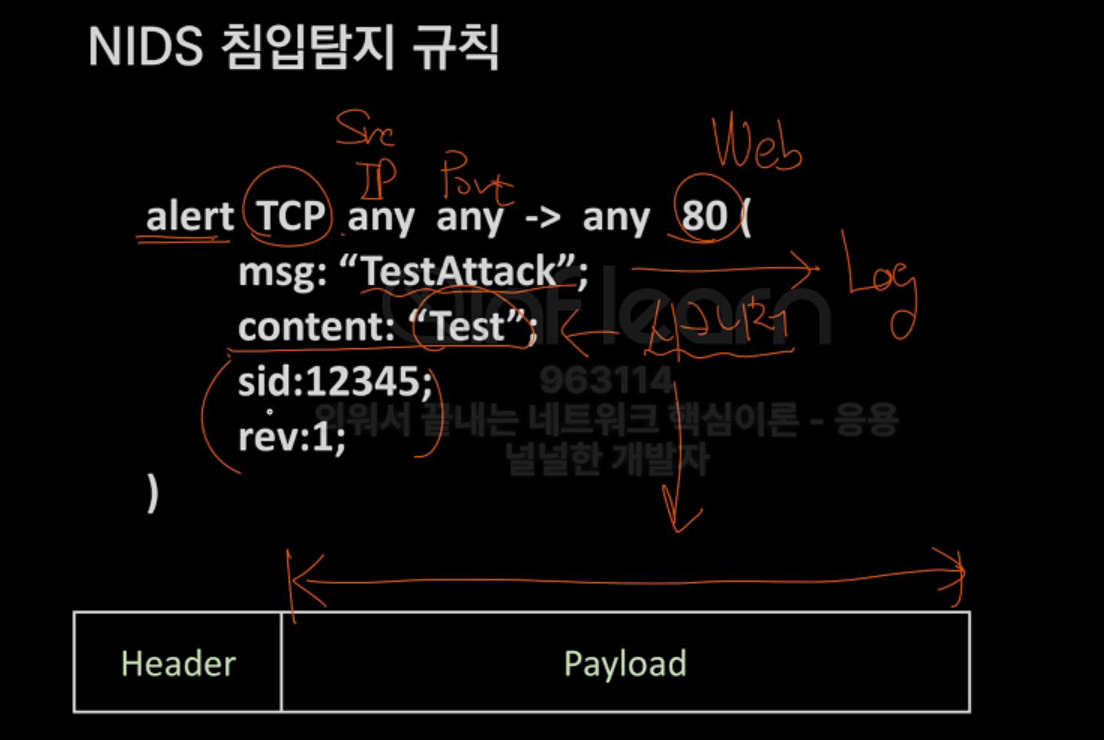 NIDS 침입탐지 규칙
Src
IP
Port
Web
alert TCP any any -> any 80 (
msg: “TestAttack”;
Log
content: “Test”;
inflearn
sid:12345;
963114
외워서 끝내는 네트워크 핵심이론 - 응용
rev:1;
널널한 개발자
)
Header
Payload